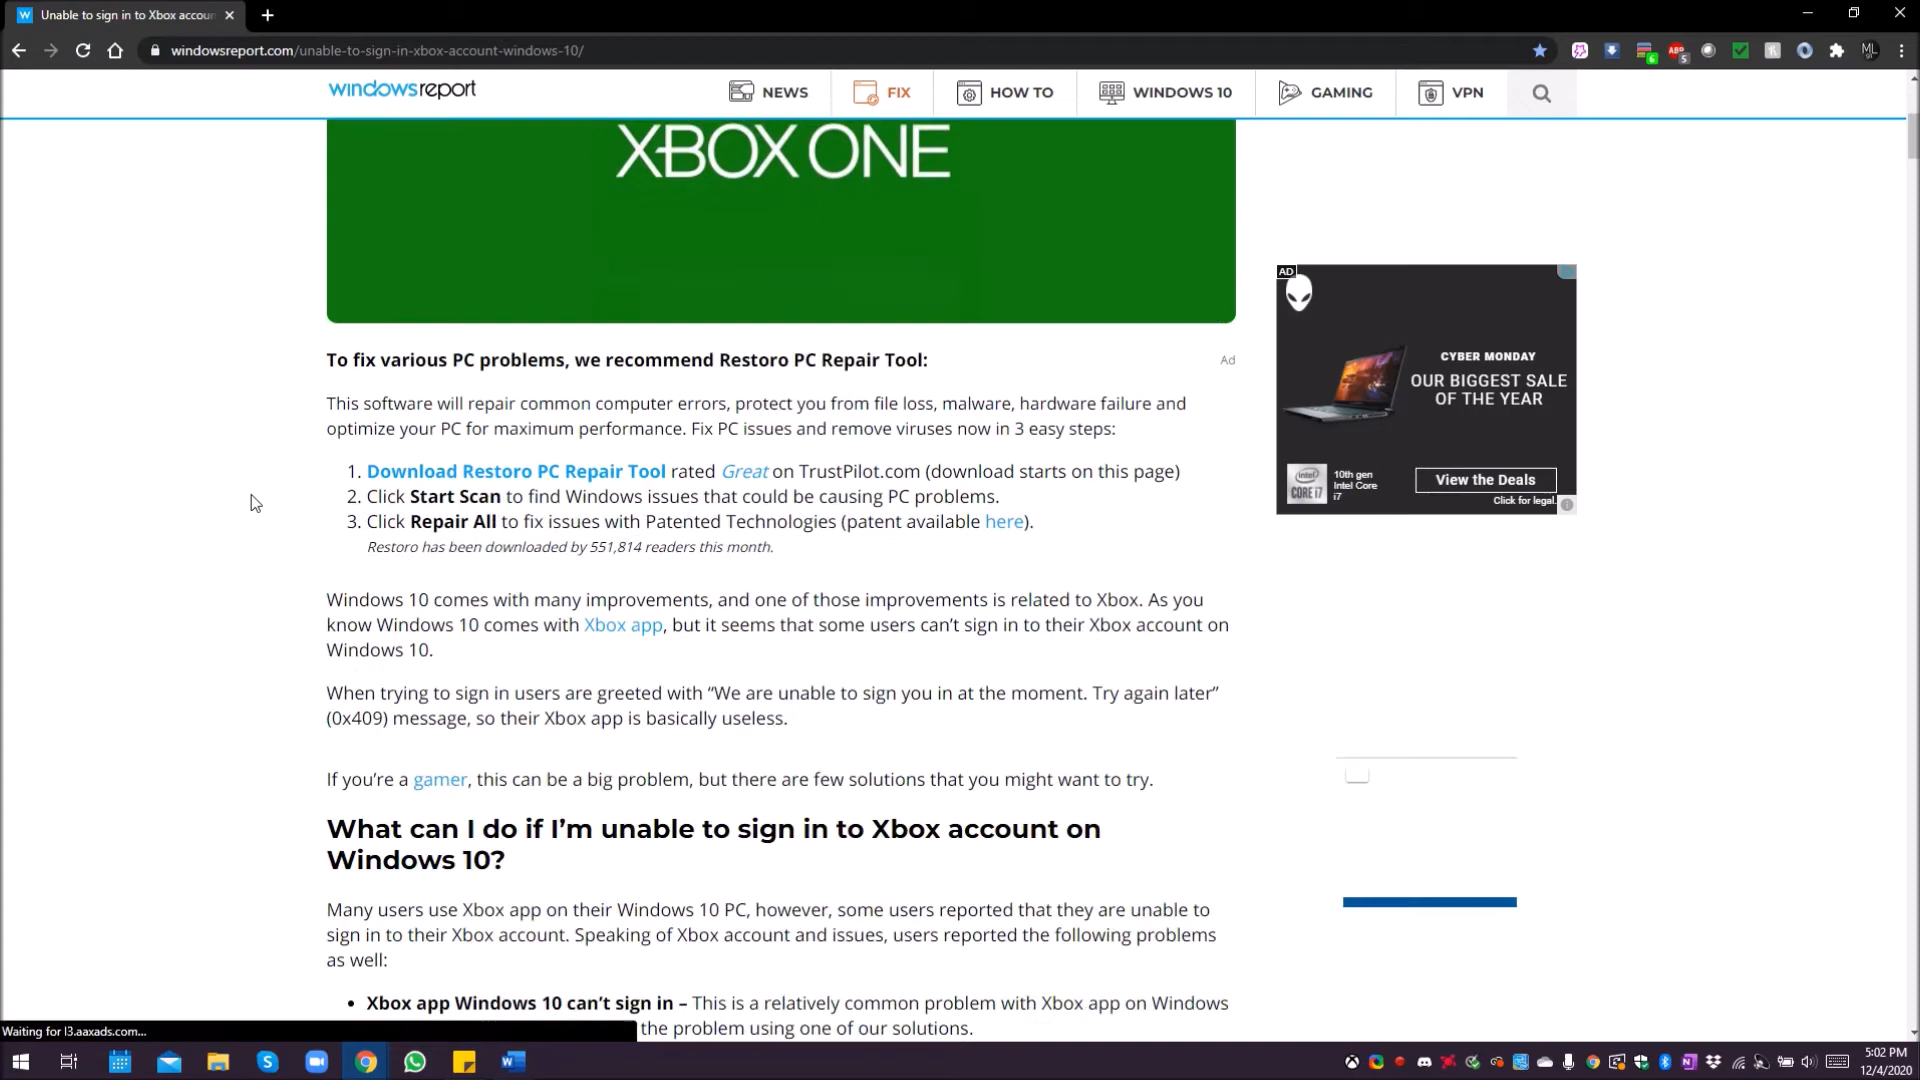 Unable to sign in to Xbox accour
windowsreport.com/unable-to-sign-in-xbox-account-windows-10/
6
ABP
5
ML
windowsreport
NEWS
FIX
HOW TO
WINDOWS 10
GAMING
VPN
XBOX ONE
To fix various PC problems, we recommend Restoro PC Repair Tool:
Ad
This software will repair common computer errors, protect you from file loss, malware, hardware failure and
optimize your PC for maximum performance. Fix PC issues and remove viruses now in 3 easy steps:
1. Download Restoro PC Repair Tool rated Great on TrustPilot.com (download starts on this page)
2. Click Start Scan to find Windows issues that could be causing PC problems.
3. Click Repair All to fix issues with Patented Technologies (patent available here).
Restoro has been downloaded by 551,814 readers this month.
AD
CYBER MONDAY
OUR BIGGEST SALE
OF THE YEAR
intel
CORE i7
10th gen
Intel Core
i7
View the Deals
Click for legal.
Windows 10 comes with many improvements, and one of those improvements is related to Xbox. As you
know Windows 10 comes with Xbox app, but it seems that some users can't sign in to their Xbox account on
Windows 10.
When trying to sign in users are greeted with “We are unable to sign you in at the moment. Try again later”
(0x409) message, so their Xbox app is basically useless.
If you’re a gamer, this can be a big problem, but there are few solutions that you might want to try.
What can I do if I’m unable to sign in to Xbox account on
Windows 10?
Many users use Xbox app on their Windows 10 PC, however, some users reported that they are unable to
sign in to their Xbox account. Speaking of Xbox account and issues, users reported the following problems
as well:
• Xbox app Windows 10 can’t sign in – This is a relatively common problem with Xbox app on Windows
the problem using one of our solutions.
Waiting for l3.aaxads.com...
5:02 PM
12/4/2020